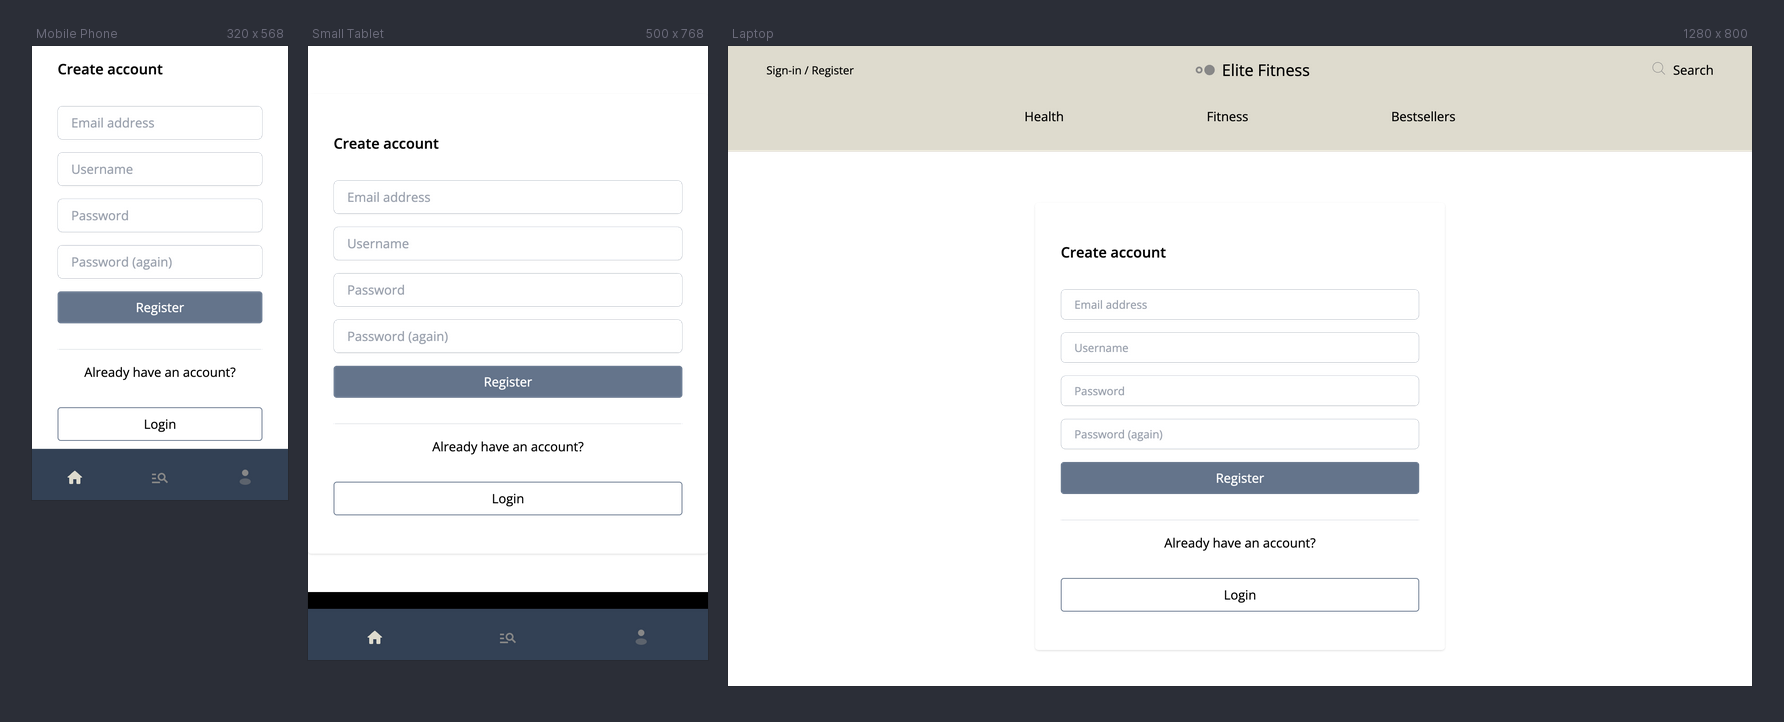 Mobile Phone 320 x 568
Create account
Email address
Username
Password
Password (again)
Register
Already have an account?
Login
Small Tablet 500 x 768
Create account
Email address
Username
Password
Password (again)
Register
Already have an account?
Login
Laptop 1280 x 800
Sign-in / Register
Elite Fitness
Search
Health Fitness Bestsellers
Create account
Email address
Username
Password
Password (again)
Register
Already have an account?
Login